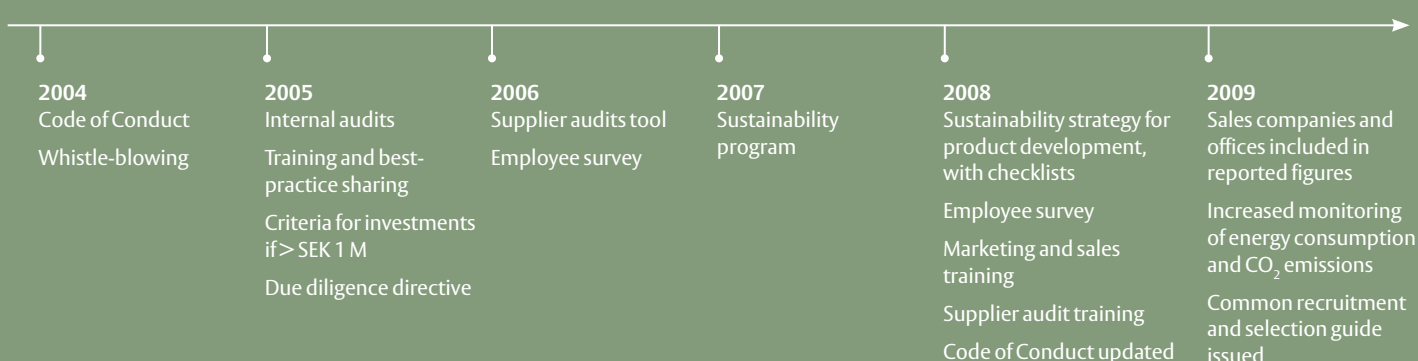 2004
Code of Conduct
Whistle-blowing
2005
Internal audits
Training and best-
practice sharing
Criteria for investments
if > SEK 1 M
Due diligence directive
2006
Supplier audits tool
Employee survey
2007
Sustainability
program
2008
Sustainability strategy for
product development,
with checklists
Employee survey
Marketing and sales
training
Supplier audit training
Code of Conduct updated
2009
Sales companies and
offices included in
reported figures
Increased monitoring
of energy consumption
and CO₂ emissions
Common recruitment
and selection guide
issued